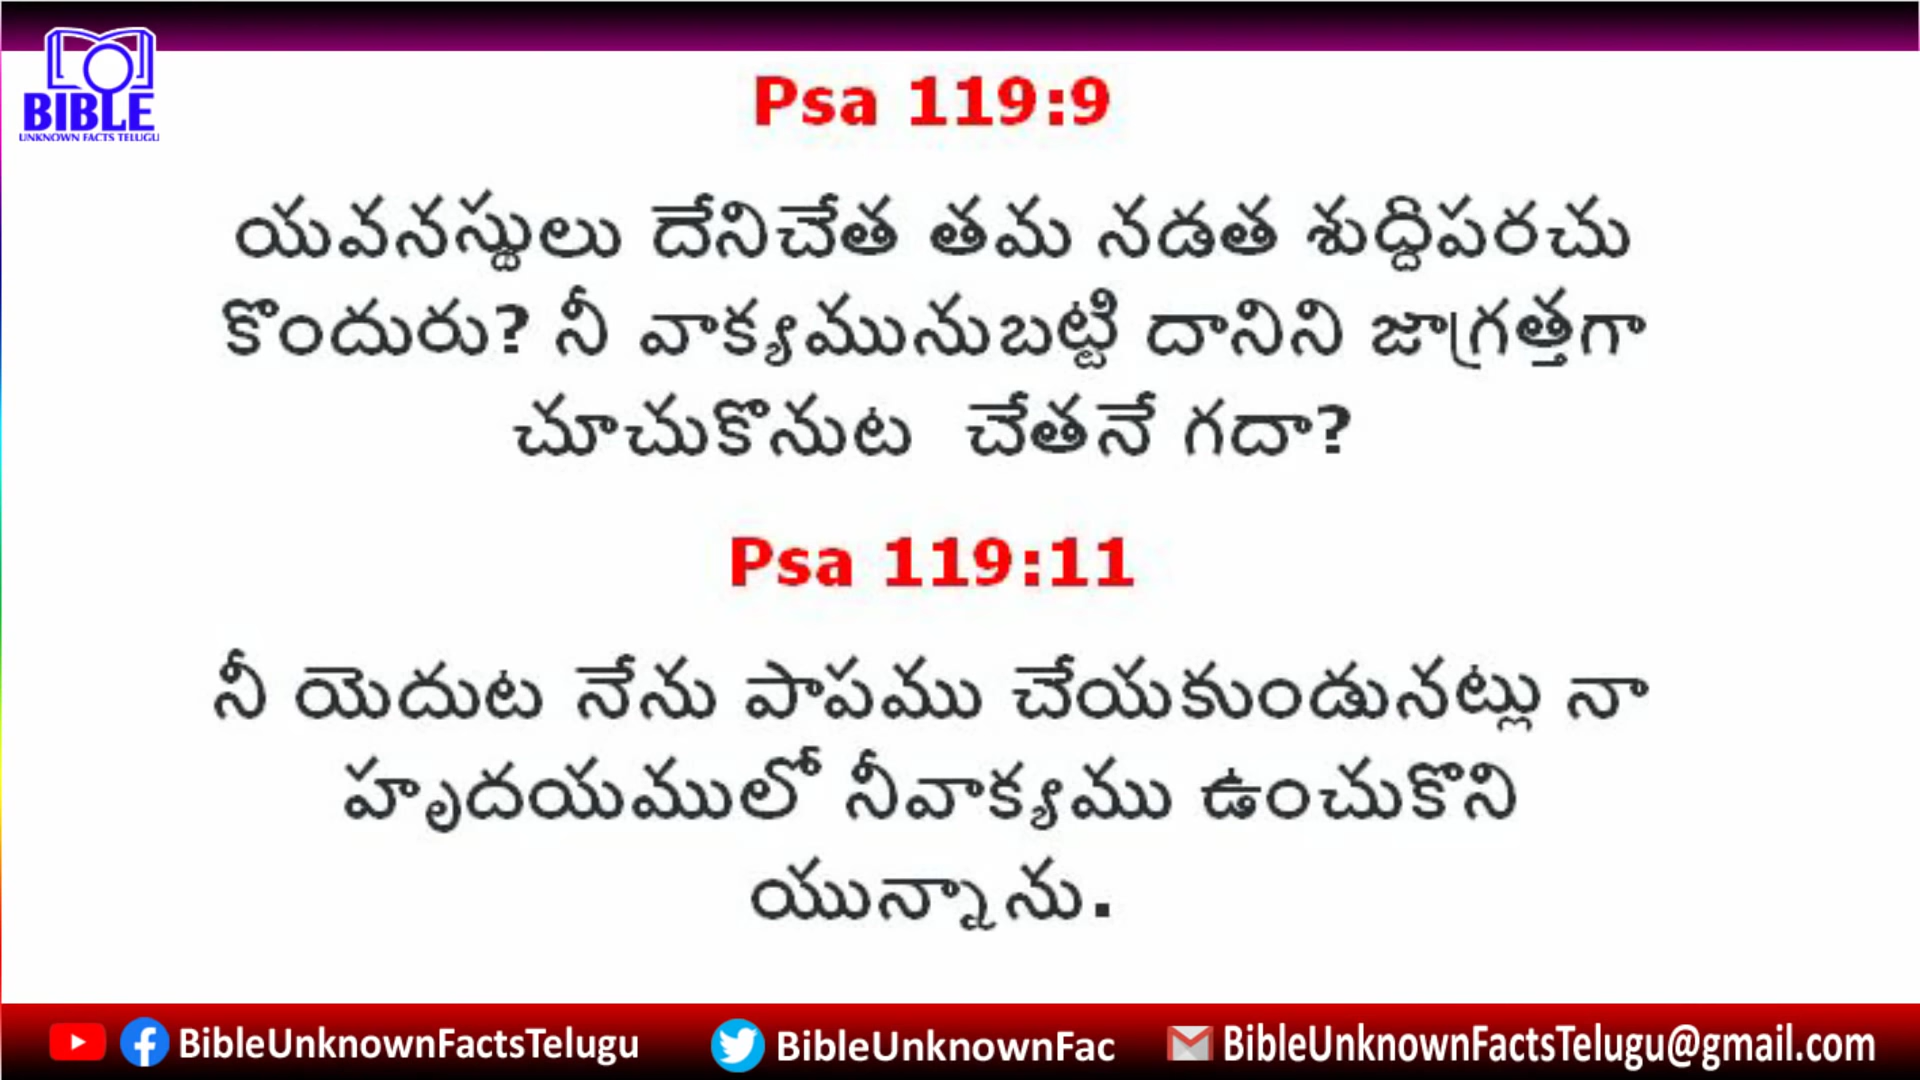 BIBLE
UNKNOWN FACTS TELUGU
Psa 119:9
యవనస్థులు దేనిచేత తమ నడత శుద్ధిపరచు
కొందురు? నీ వాక్యమునుబట్టి దానిని జాగ్రత్తగా
చూచుకొనుట చేతనే గదా?
Psa 119:11
నీ యెదుట నేను పాపము చేయకుండునట్లు నా
హృదయములో నీవాక్యము ఉంచుకొని
యున్నాను.
BibleUnknownFactsTelugu BibleUnknownFac BibleUnknownFactsTelugu@gmail.com